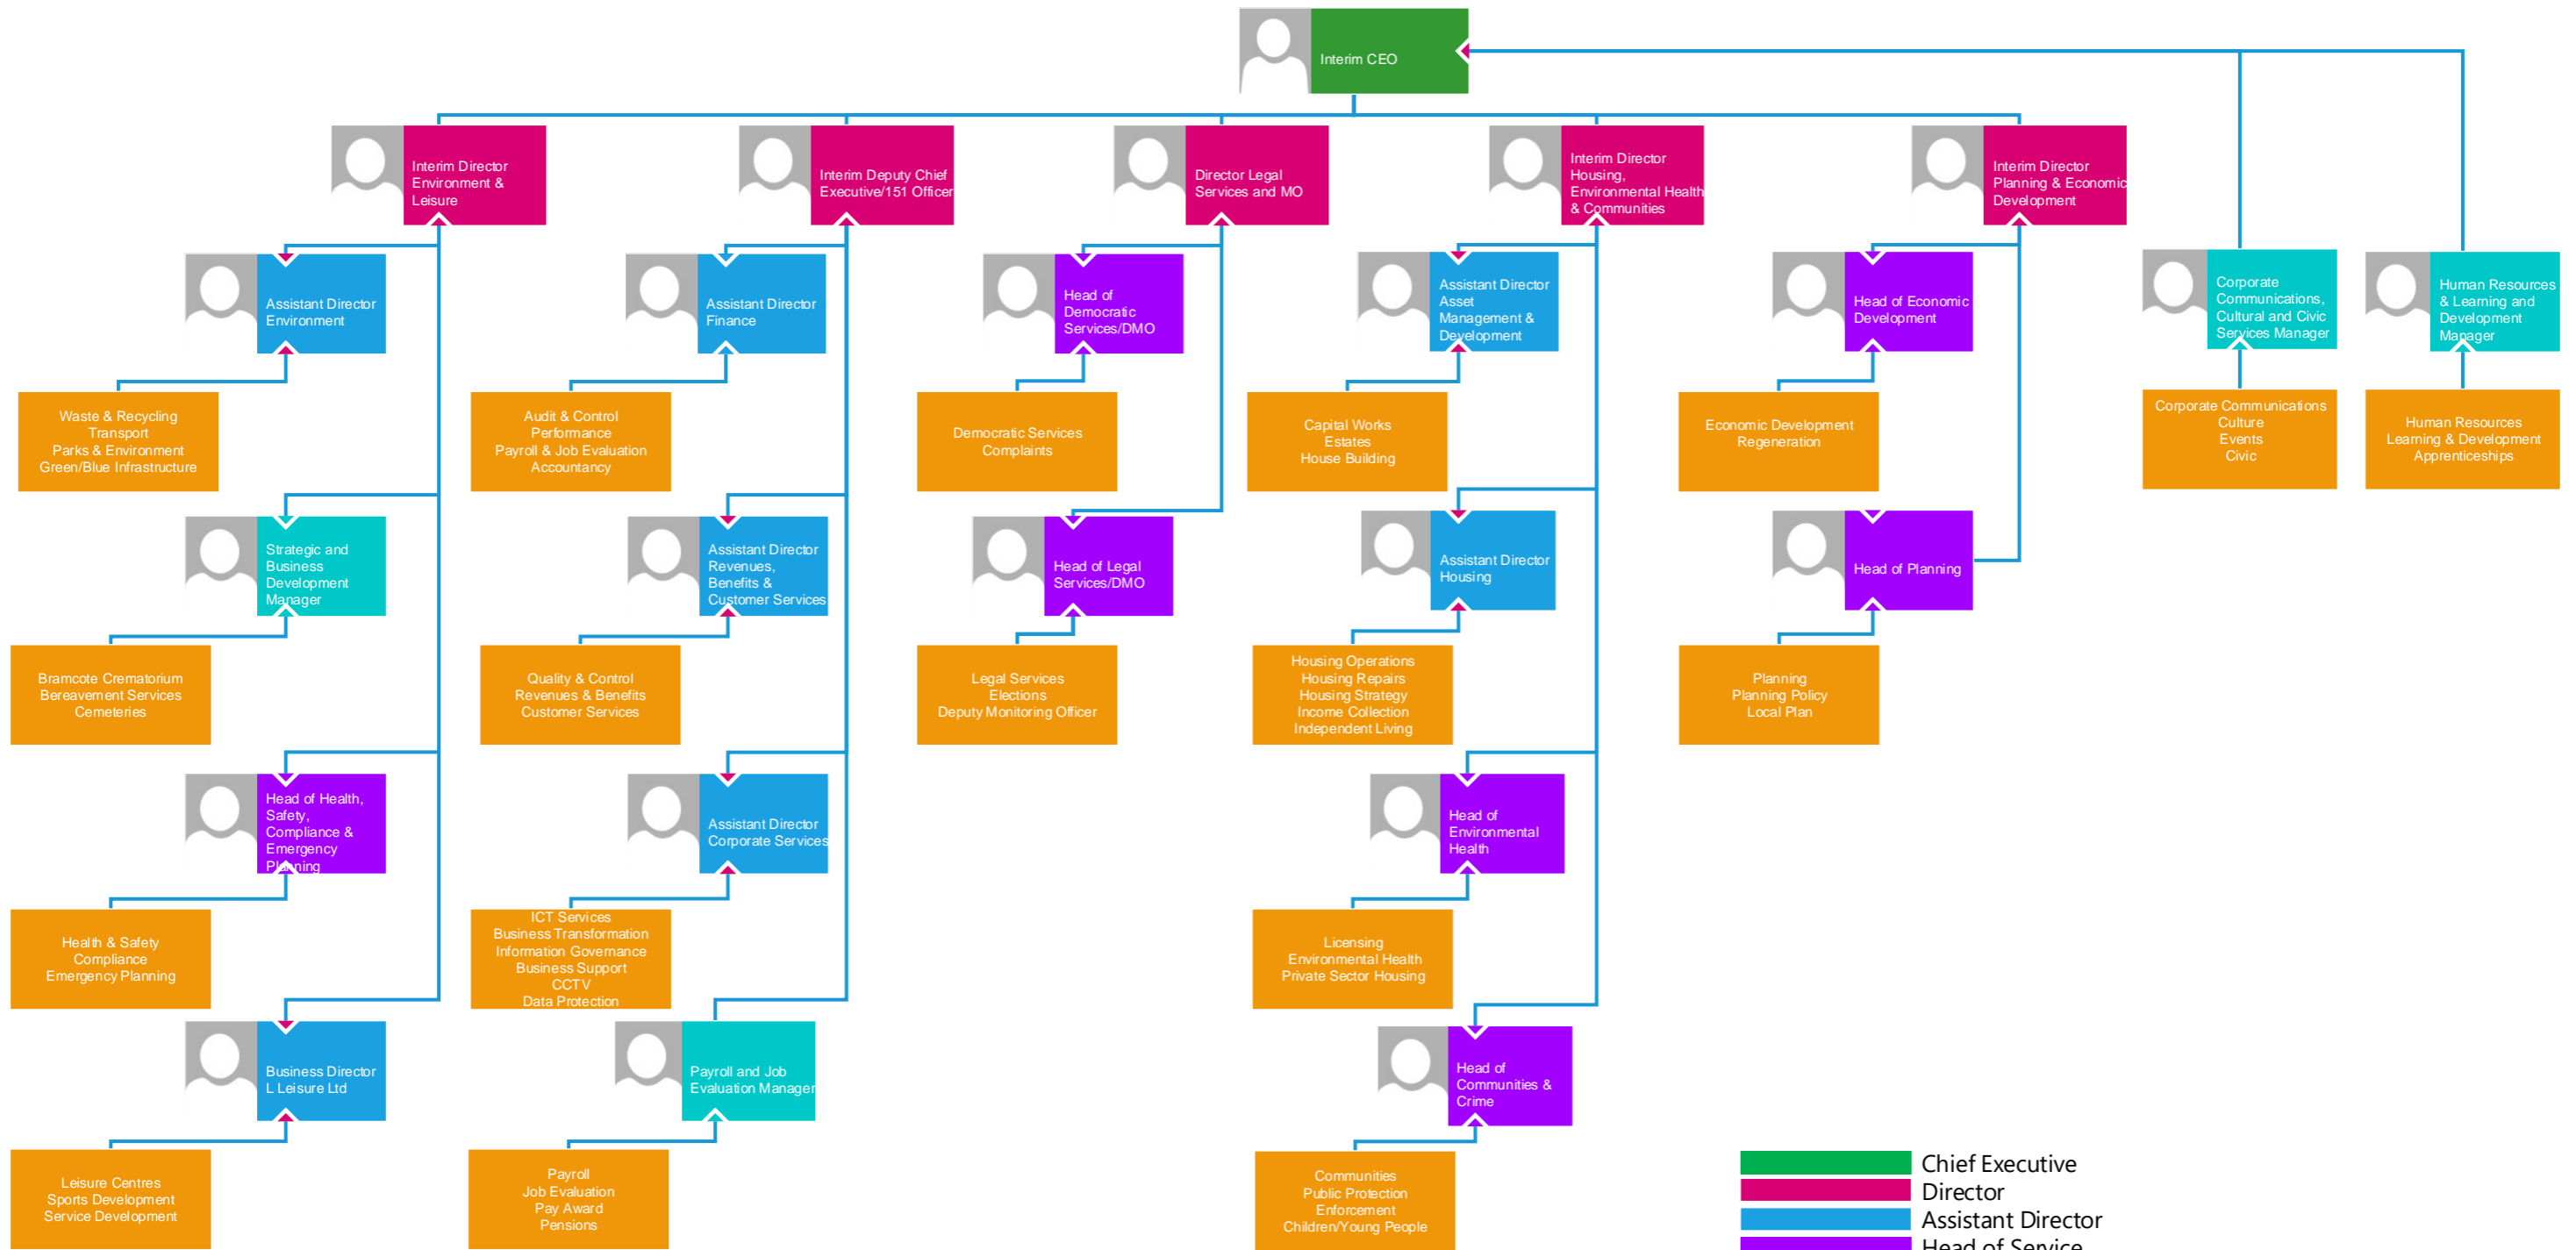 Interim CEO
Interim Director
Environment &
Leisure
Interim Deputy Chief
Executive/151 Officer
Director Legal
Services and MO
Interim Director
Housing,
Environmental Health
& Communities
Interim Director
Planning & Economic
Development
Assistant Director
Environment
Assistant Director
Finance
Head of
Democratic
Services/DMO
Assistant Director
Asset
Management &
Development
Head of Economic
Development
Corporate
Communications,
Cultural and Civic
Services Manager
Human Resources
& Learning and
Development
Manager
Waste & Recycling
Transport
Parks & Environment
Green/Blue Infrastructure
Audit & Control
Performance
Payroll & Job Evaluation
Accountancy
Democratic Services
Complaints
Capital Works
Estates
House Building
Economic Development
Regeneration
Corporate Communications
Culture
Events
Civic
Human Resources
Learning & Development
Apprenticeships
Strategic and
Business
Development
Manager
Assistant Director
Revenues,
Benefits &
Customer Services
Head of Legal
Services/DMO
Assistant Director
Housing
Head of Planning
Bramcote Crematorium
Bereavement Services
Cemeteries
Quality & Control
Revenues & Benefits
Customer Services
Legal Services
Elections
Deputy Monitoring Officer
Housing Operations
Housing Repairs
Housing Strategy
Income Collection
Independent Living
Planning
Planning Policy
Local Plan
Head of Health,
Safety,
Compliance &
Emergency
Planning
Assistant Director
Corporate Services
Head of
Environmental
Health
Health & Safety
Compliance
Emergency Planning
ICT Services
Business Transformation
Information Governance
Business Support
CCTV
Data Protection
Licensing
Environmental Health
Private Sector Housing
Business Director
L Leisure Ltd
Payroll and Job
Evaluation Manager
Head of
Communities &
Crime
Leisure Centres
Sports Development
Service Development
Payroll
Job Evaluation
Pay Award
Pensions
Communities
Public Protection
Enforcement
Children/Young People
Chief Executive
Director
Assistant Director
Head of Service